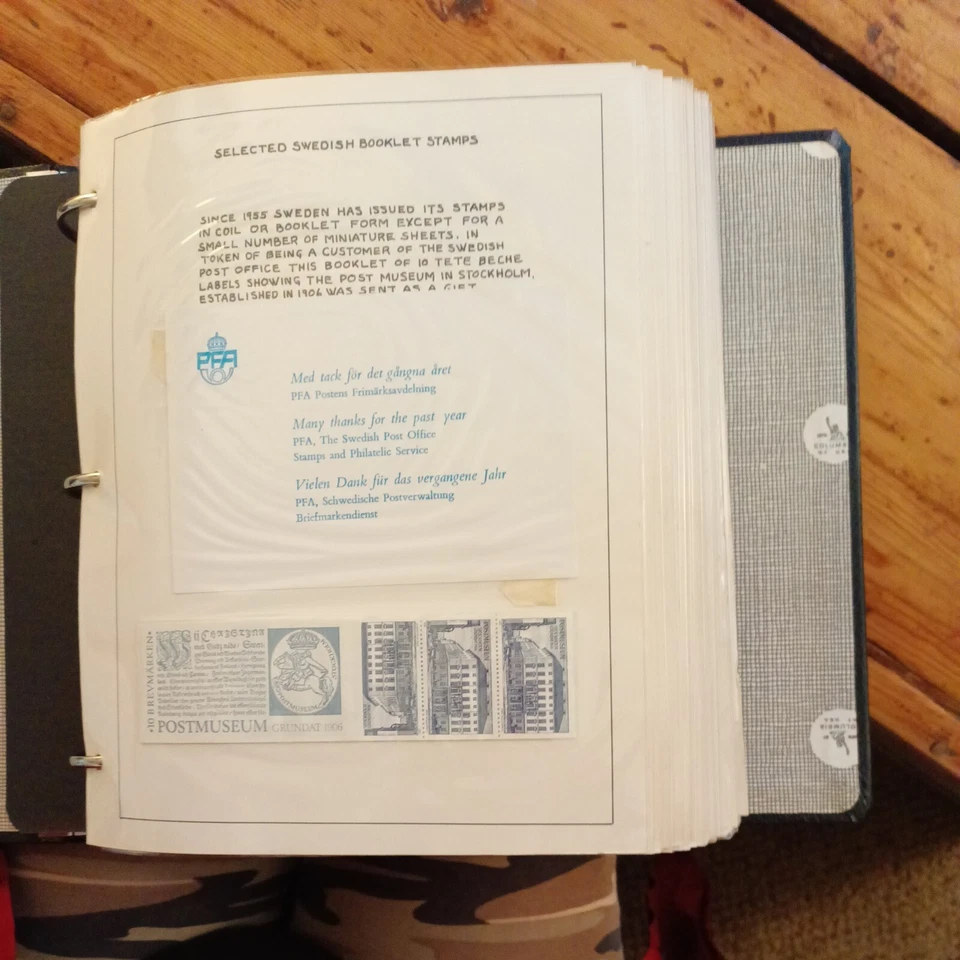 SELECTED SWEDISH BOOKLET STAMPS
SINCE 1955 SWEDEN HAS ISSUED ITS STAMPS
IN COIL OR BOOKLET FORM EXCEPT FOR A
SMALL NUMBER OF MINIATURE SHEETS. IN
TOKEN OF BEING A CUSTOMER OF THE SWEDISH
POST OFFICE THIS BOOKLET OF 10 TETE BECHE
LABELS SHOWING THE POST MUSEUM IN STOCKHOLM,
ESTABLISHED IN 1906 WAS SENT AS A GIFT
PFA
Med tack för det gångna året
PFA Postens Frimärksavdelning
Many thanks for the past year
PFA, The Swedish Post Office
Stamps and Philatelic Service
Vielen Dank für das vergangene Jahr
PFA, Schwedische Postverwaltung
Briefmarkendienst
•10 BREVMÄRKEN•
POSTMUSEUM GRUNDAT 1906